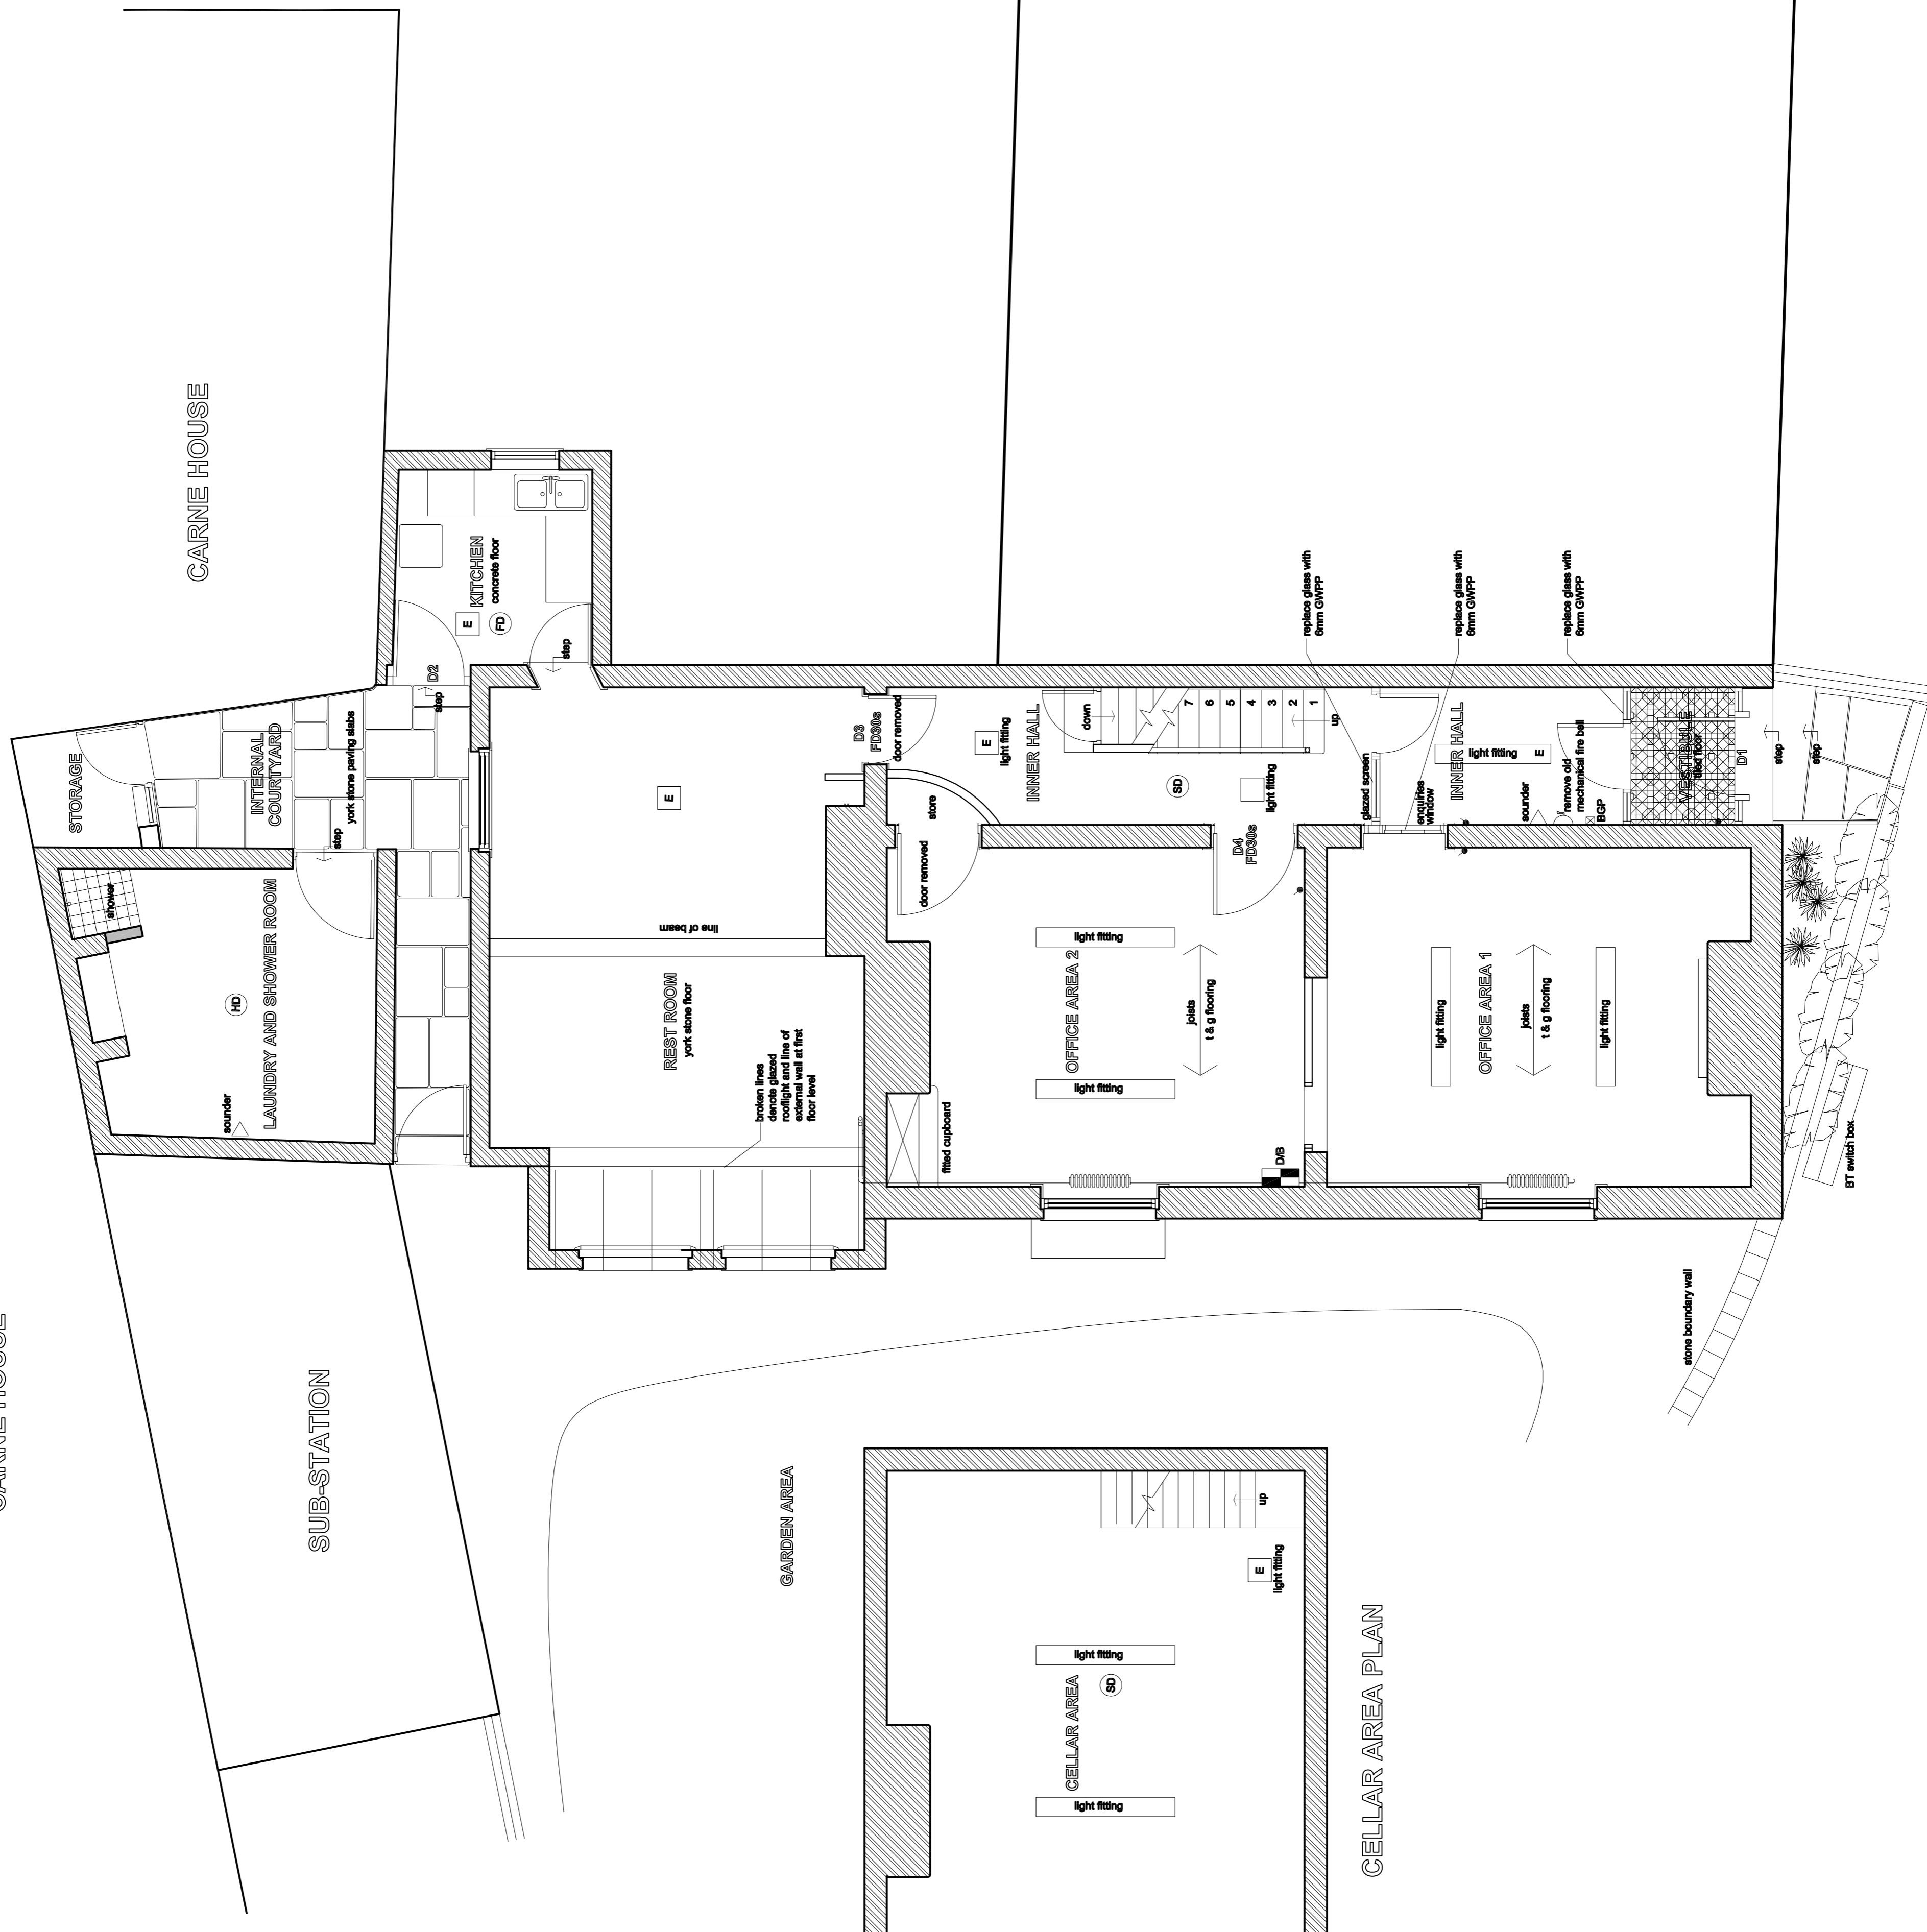 CARNE HOUSE
STORAGE
INTERNAL
COURTYARD
york stone paving slabs
step
step
D2
KITCHEN
concrete floor
E
FD
step
shower
HD
LAUNDRY AND SHOWER ROOM
sounder
E
line of beam
REST ROOM
york stone floor
broken lines
denote glazed
rooflight and line of
external wall at first
floor level
D3
FD30s
door removed
store
door removed
E
light fitting
INNER HALL
down
7
6
5
4
3
2
1
up
SD
light fitting
D4
FD30s
light fitting
OFFICE AREA 2
light fitting
joists
t & g flooring
fitted cupboard
D/B
replace glass with
6mm GWPP
replace glass with
6mm GWPP
replace glass with
6mm GWPP
glazed screen
enquiries
window
INNER HALL
light fitting
E
sounder
remove old
mechanical fire bell
BGP
VESTIBULE
tiled floor
D1
step
step
light fitting
OFFICE AREA 1
joists
t & g flooring
light fitting
BT switch box
stone boundary wall
CARNE HOUSE
SUB-STATION
GARDEN AREA
up
E
light fitting
light fitting
CELLAR AREA
SD
light fitting
CELLAR AREA PLAN